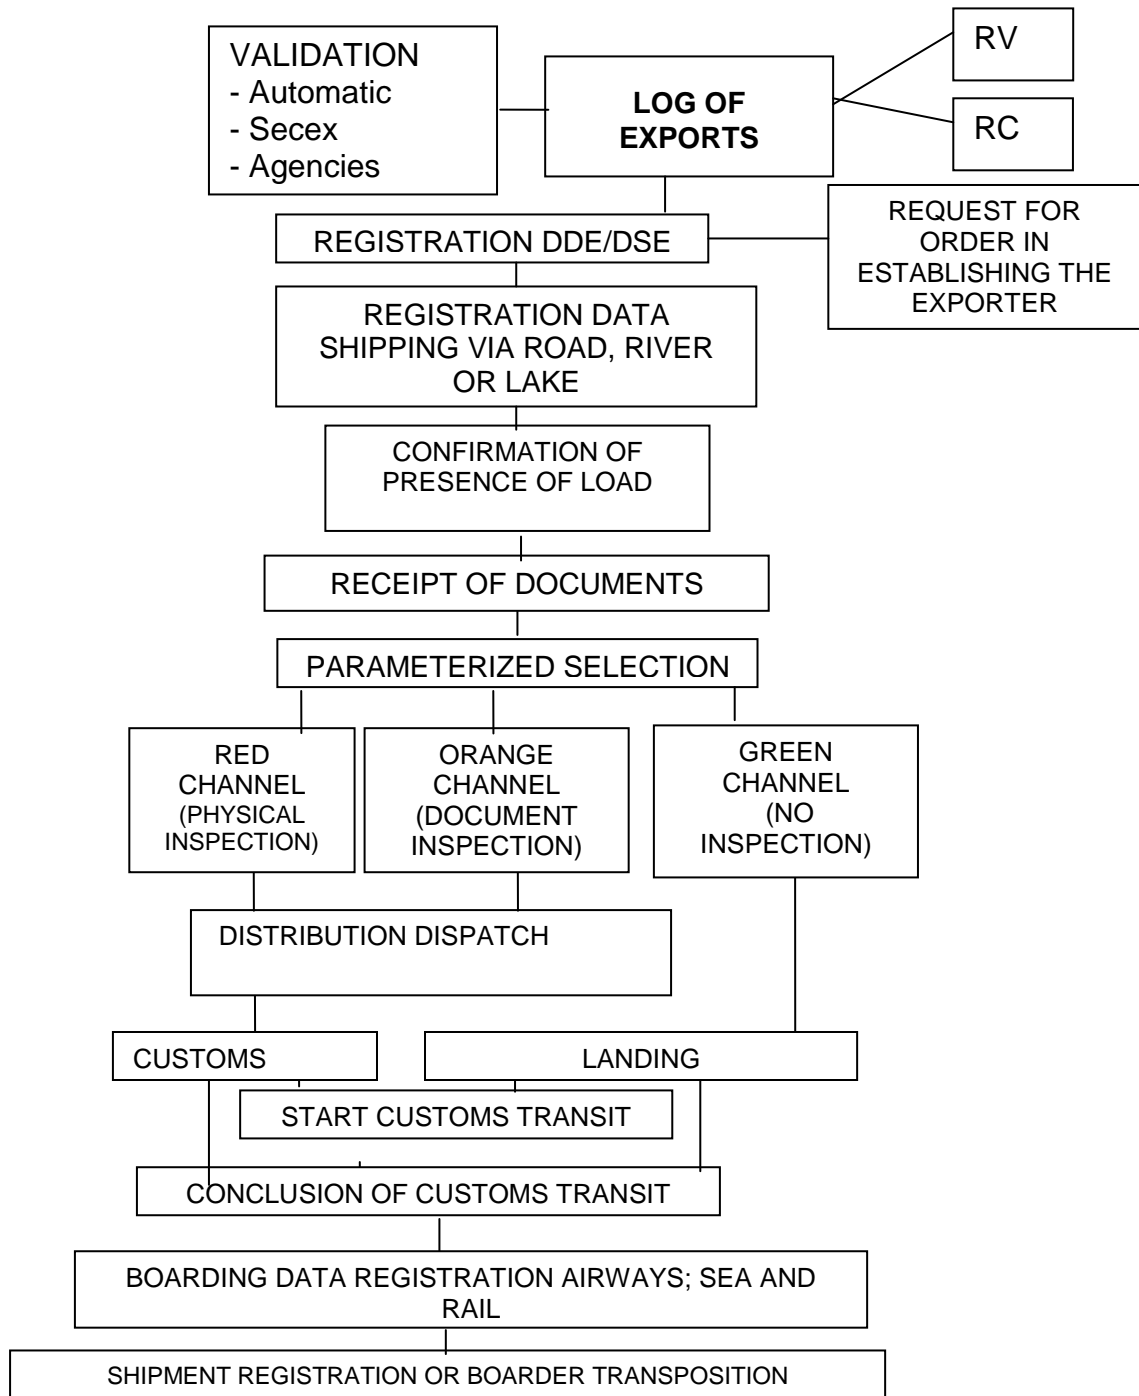 VALIDATION
- Automatic
- Secex
- Agencies
LOG OF
EXPORTS
RV
RC
REGISTRATION DDE/DSE
REQUEST FOR
ORDER IN
ESTABLISHING THE
EXPORTER
REGISTRATION DATA
SHIPPING VIA ROAD, RIVER
OR LAKE
CONFIRMATION OF
PRESENCE OF LOAD
RECEIPT OF DOCUMENTS
PARAMETERIZED SELECTION
RED
CHANNEL
(PHYSICAL
INSPECTION)
ORANGE
CHANNEL
(DOCUMENT
INSPECTION)
GREEN
CHANNEL
(NO
INSPECTION)
DISTRIBUTION DISPATCH
CUSTOMS
LANDING
START CUSTOMS TRANSIT
CONCLUSION OF CUSTOMS TRANSIT
BOARDING DATA REGISTRATION AIRWAYS; SEA AND
RAIL
SHIPMENT REGISTRATION OR BOARDER TRANSPOSITION